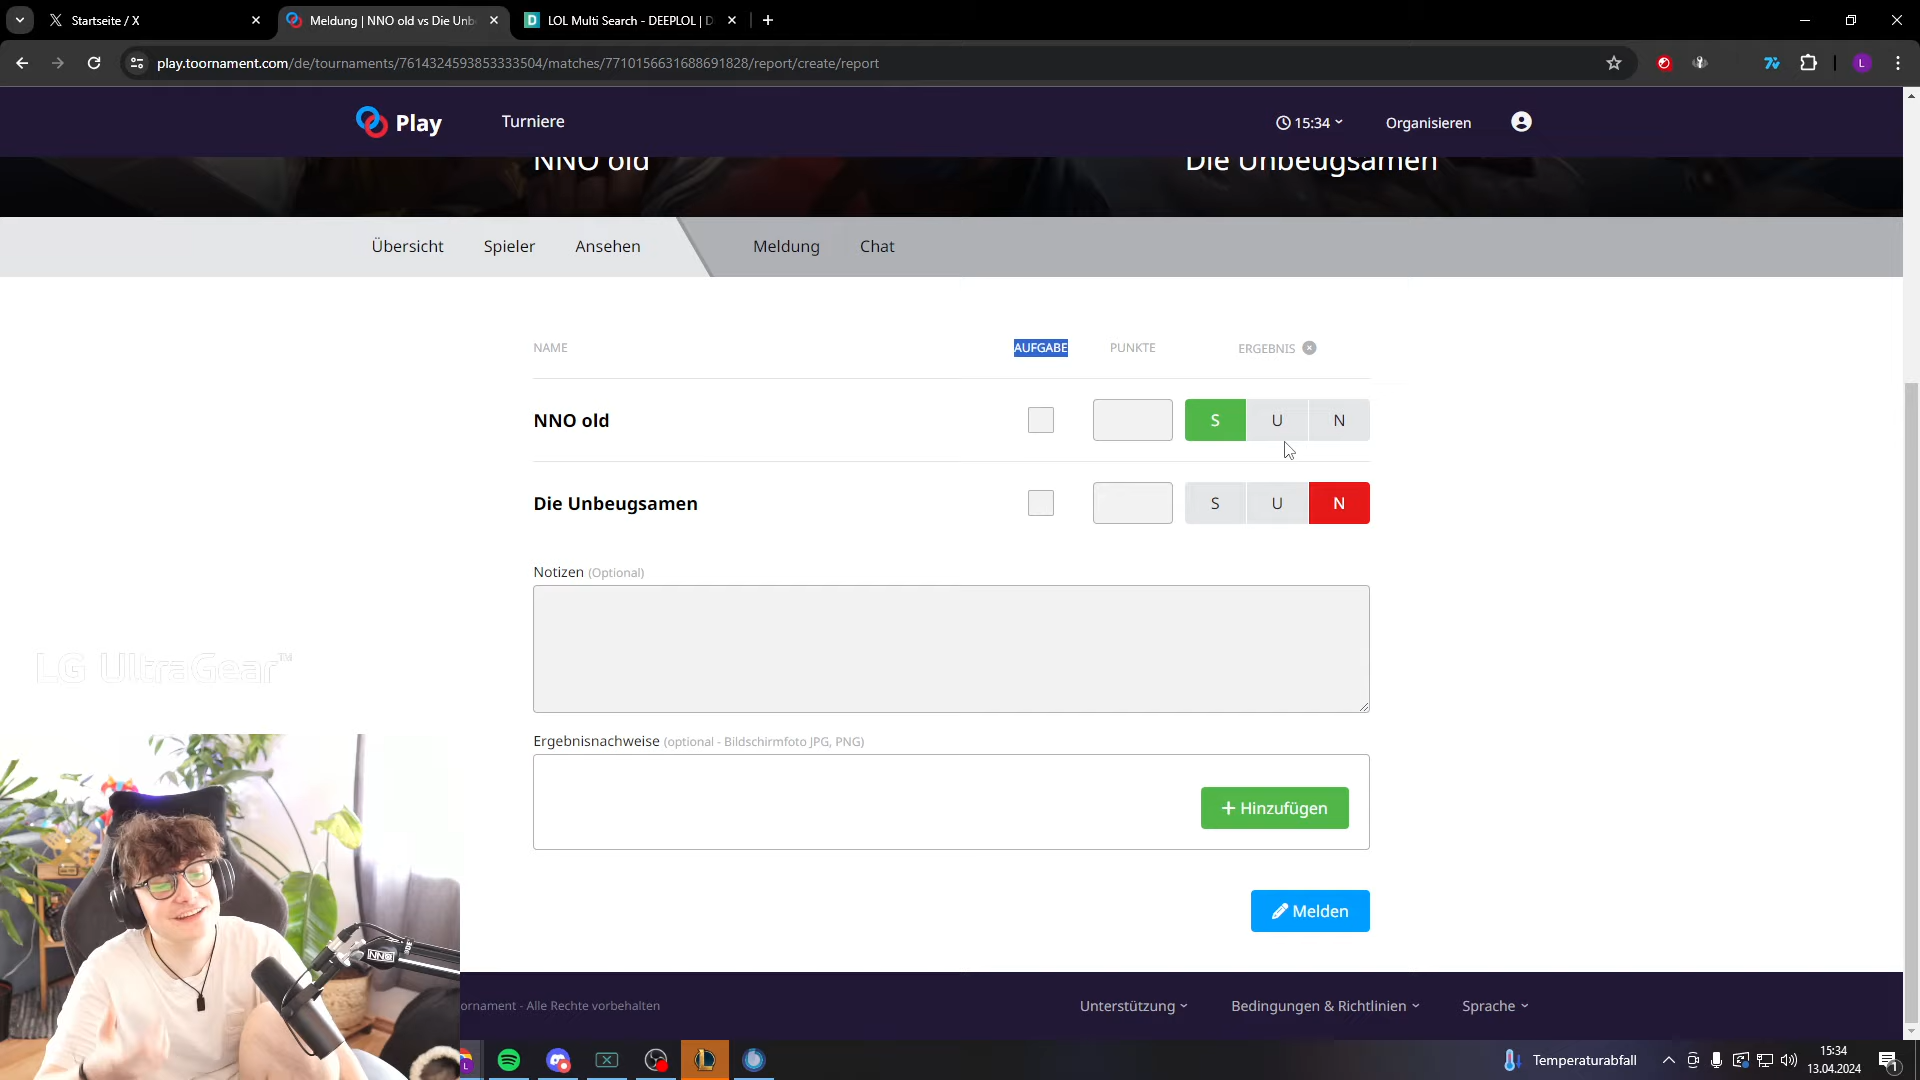 Startseite / X
Meldung | NNO old vs Die Unb
LOL Multi Search - DEEPLOL | D
play.toornament.com/de/tournaments/7614324593853333504/matches/7710156631688691828/report/create/report
L
Play
Turniere
15:34
Organisieren
NNO old
Die Unbeugsamen
Übersicht
Spieler
Ansehen
Meldung
Chat
NAME
AUFGABE
PUNKTE
ERGEBNIS
NNO old
S
U
N
Die Unbeugsamen
S
U
N
Notizen (Optional)
LG UltraGear™
Ergebnisnachweise (optional - Bildschirmfoto JPG, PNG)
+ Hinzufügen
Melden
NNO
ornament - Alle Rechte vorbehalten
Unterstützung
Bedingungen & Richtlinien
Sprache
Temperaturabfall
15:34
13.04.2024
1